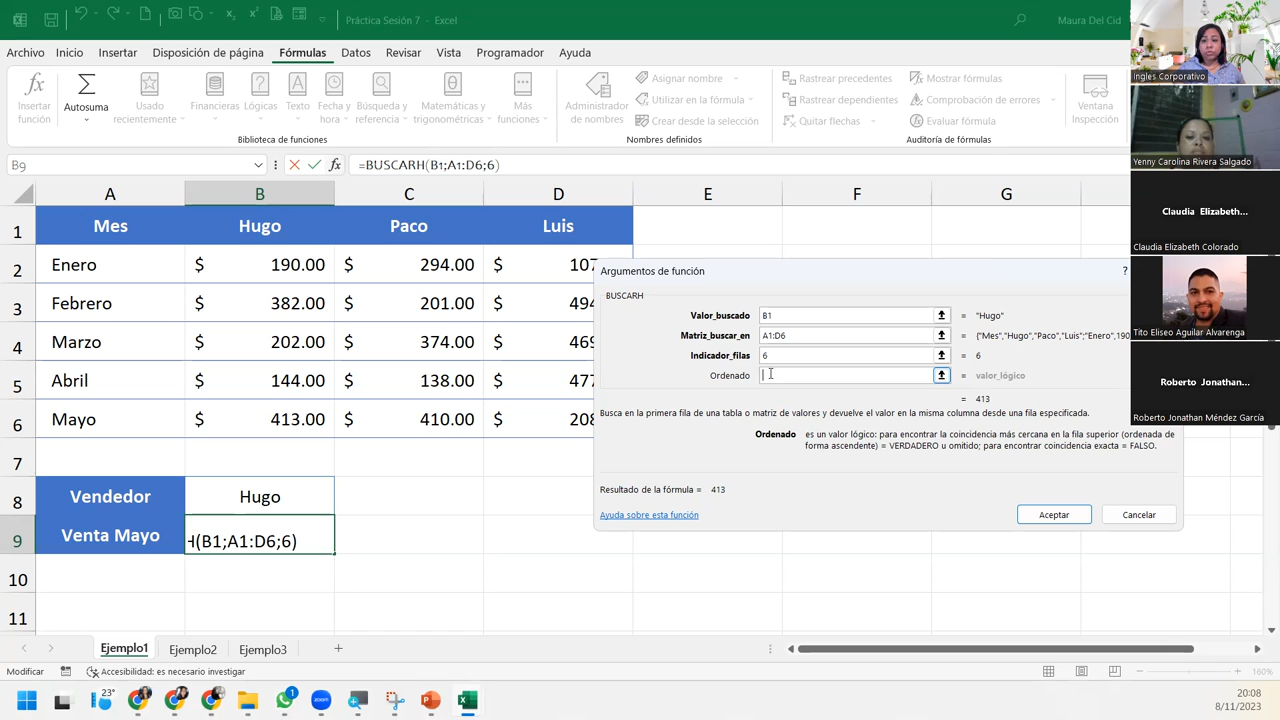 Práctica Sesión 7 - Excel
Maura Del Cid
Archivo Inicio Insertar Disposición de página Fórmulas Datos Revisar Vista Programador Ayuda
Insertar función
Autosuma
Usado recientemente
Financieras
Lógicas
Texto
Fecha y hora
Búsqueda y referencia
Matemáticas y trigonométricas
Más funciones
Biblioteca de funciones
Administrador de nombres
Asignar nombre
Utilizar en la fórmula
Crear desde la selección
Nombres definidos
Rastrear precedentes
Rastrear dependientes
Quitar flechas
Mostrar fórmulas
Comprobación de errores
Evaluar fórmula
Auditoría de fórmulas
Ventana Inspección
B9
fx
=BUSCARH(B1;A1:D6;6)
A B C D E F G
1 Mes Hugo Paco Luis
2 Enero $ 190.00 $ 294.00 $ 107
3 Febrero $ 382.00 $ 201.00 $ 494
4 Marzo $ 202.00 $ 374.00 $ 469
5 Abril $ 144.00 $ 138.00 $ 477
6 Mayo $ 413.00 $ 410.00 $ 208
7
8 Vendedor Hugo
9 Venta Mayo H(B1;A1:D6;6)
10
11
Argumentos de función
?
BUSCARH
Valor_buscado B1 = "Hugo"
Matriz_buscar_en A1:D6 = {"Mes","Hugo","Paco","Luis";"Enero",190
Indicador_filas 6 = 6
Ordenado = valor_lógico
= 413
Busca en la primera fila de una tabla o matriz de valores y devuelve el valor en la misma columna desde una fila especificada.
Ordenado es un valor lógico: para encontrar la coincidencia más cercana en la fila superior (ordenada de
forma ascendente) = VERDADERO u omitido; para encontrar coincidencia exacta = FALSO.
Resultado de la fórmula = 413
Ayuda sobre esta función
Aceptar
Cancelar
Ingles Corporativo
Yenny Carolina Rivera Salgado
Claudia Elizabeth...
Claudia Elizabeth Colorado
Tito Eliseo Aguilar Alvarenga
Roberto Jonathan...
Roberto Jonathan Méndez García
Ejemplo1 Ejemplo2 Ejemplo3
Modificar
Accesibilidad: es necesario investigar
160%
23°
1
zoom
20:08
8/11/2023